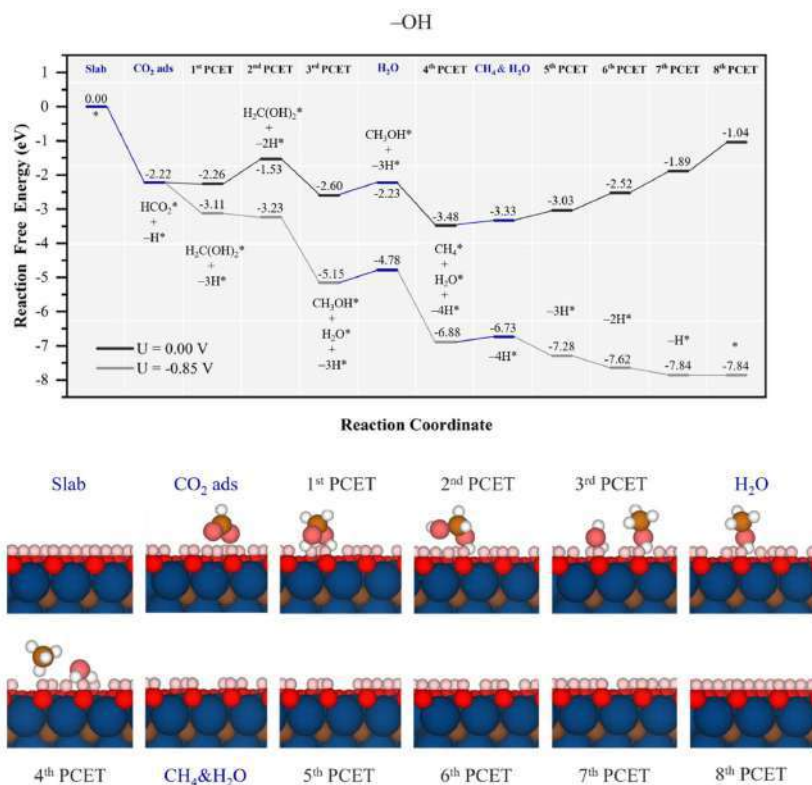 –OH
Slab CO₂ ads 1ˢᵗ PCET 2ⁿᵈ PCET 3ʳᵈ PCET H₂O 4ᵗʰ PCET CH₄ & H₂O 5ᵗʰ PCET 6ᵗʰ PCET 7ᵗʰ PCET 8ᵗʰ PCET
Reaction Free Energy (eV)
1
0
-1
-2
-3
-4
-5
-6
-7
-8
0.00
*
-2.22
-2.26
-1.53
-2.60
-2.23
-3.48
-3.33
-3.03
-2.52
-1.89
-1.04
H₂C(OH)₂*
+
–2H*
CH₃OH*
+
–3H*
HCO₂*
+
–H*
-3.11
-3.23
-5.15
-4.78
-6.88
-6.73
-7.28
-7.62
-7.84
-7.84
H₂C(OH)₂*
+
–3H*
CH₃OH*
+
H₂O*
+
–3H*
CH₄*
+
H₂O*
+
–4H*
–4H*
–3H*
–2H*
–H*
*
U = 0.00 V
U = -0.85 V
Reaction Coordinate
Slab CO₂ ads 1ˢᵗ PCET 2ⁿᵈ PCET 3ʳᵈ PCET H₂O
4ᵗʰ PCET CH₄&H₂O 5ᵗʰ PCET 6ᵗʰ PCET 7ᵗʰ PCET 8ᵗʰ PCET